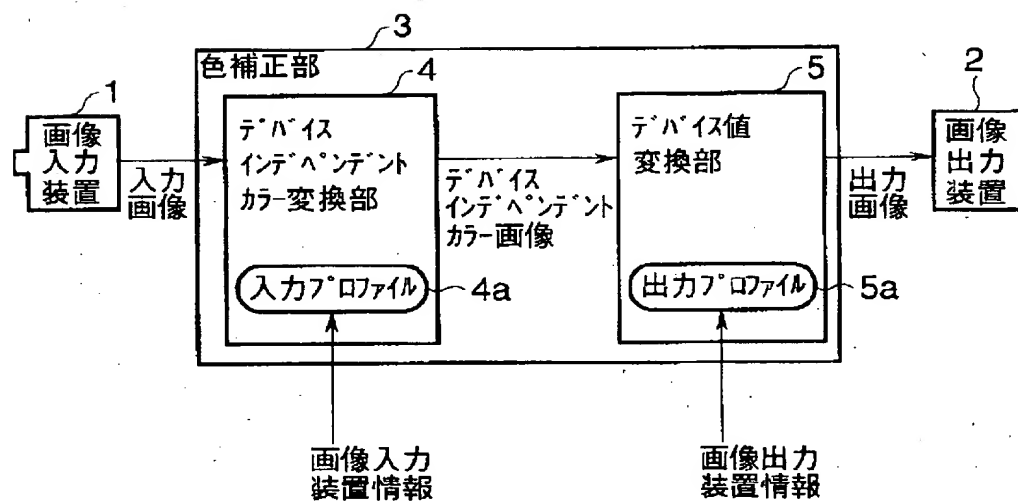 3
色補正部
1
画像
入力
装置
入力
画像
4
デバイス
インデペンデント
カラー変換部
入力プロファイル
4a
デバイス
インデペンデント
カラー画像
5
デバイス値
変換部
出力プロファイル
5a
出力
画像
2
画像
出力
装置
画像入力
装置情報
画像出力
装置情報